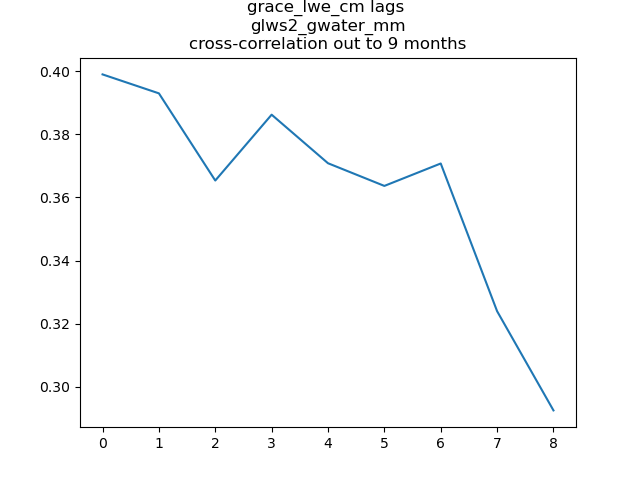 grace_lwe_cm lags
glws2_gwater_mm
cross-correlation out to 9 months
0.40
0.38
0.36
0.34
0.32
0.30
0 1 2 3 4 5 6 7 8